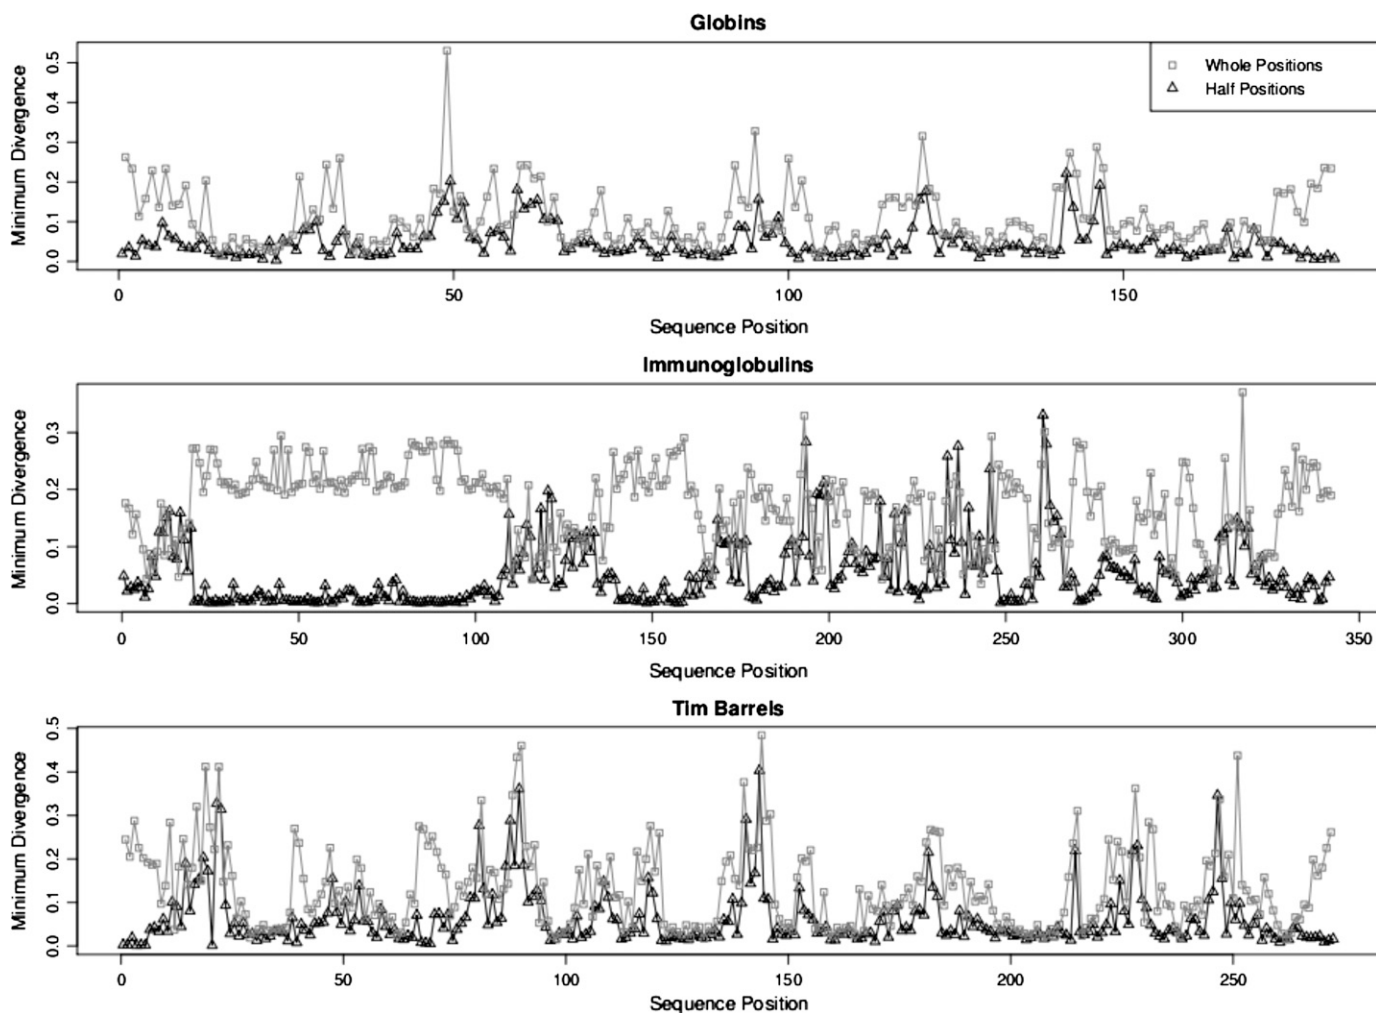 Globins
Minimum Divergence
0.0 0.1 0.2 0.3 0.4 0.5
Whole Positions
Half Positions
0 50 100 150
Sequence Position
Immunoglobulins
Minimum Divergence
0.0 0.1 0.2 0.3
0 50 100 150 200 250 300 350
Sequence Position
Tim Barrels
Minimum Divergence
0.0 0.1 0.2 0.3 0.4 0.5
0 50 100 150 200 250
Sequence Position